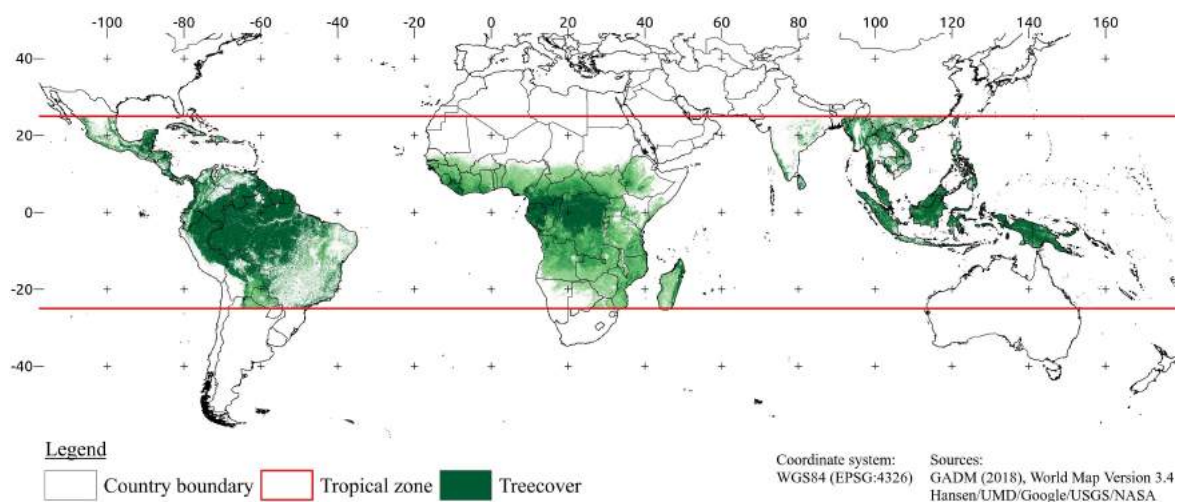 -100 -80 -60 -40 -20 0 20 40 60 80 100 120 140 160
40
20
0
-20
-40
Legend
Country boundary Tropical zone Treecover
Coordinate system:
WGS84 (EPSG:4326)
Sources:
GADM (2018), World Map Version 3.4
Hansen/UMD/Google/USGS/NASA